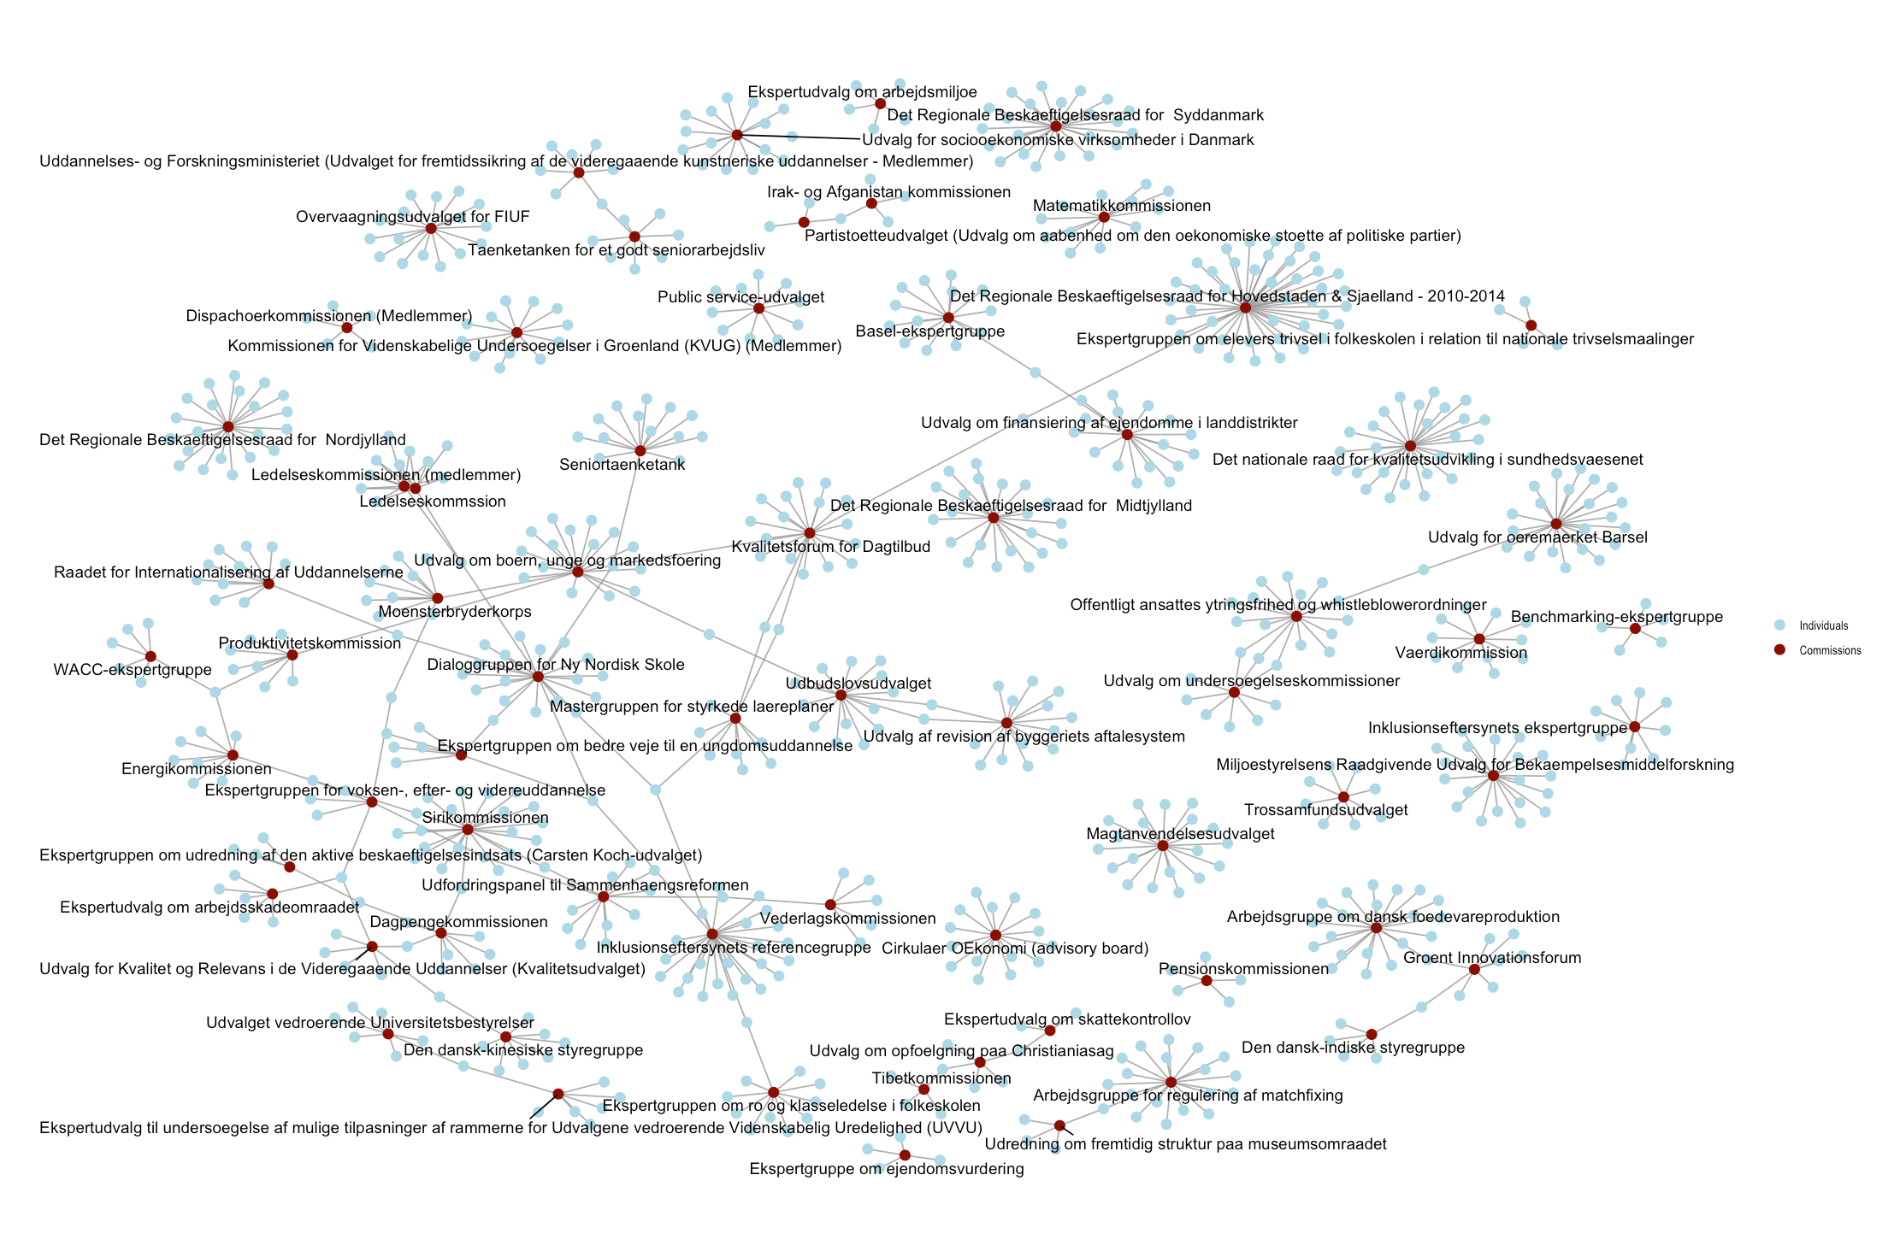 Ekspertudvalg om arbejdsmiljoe
Det Regionale Beskaeftigelsesraad for  Syddanmark
Udvalg for sociooekonomiske virksomheder i Danmark
Uddannelses- og Forskningsministeriet (Udvalget for fremtidssikring af de videregaaende kunstneriske uddannelser - Medlemmer)
Irak- og Afganistan kommissionen
Matematikkommissionen
Overvaagningsudvalget for FIUF
Partistoetteudvalget (Udvalg om aabenhed om den oekonomiske stoette af politiske partier)
Taenketanken for et godt seniorarbejdsliv
Public service-udvalget
Det Regionale Beskaeftigelsesraad for Hovedstaden & Sjaelland - 2010-2014
Dispachoerkommissionen (Medlemmer)
Basel-ekspertgruppe
Ekspertgruppen om elevers trivsel i folkeskolen i relation til nationale trivselsmaalinger
Kommissionen for Videnskabelige Undersoegelser i Groenland (KVUG) (Medlemmer)
Udvalg om finansiering af ejendomme i landdistrikter
Det Regionale Beskaeftigelsesraad for  Nordjylland
Det nationale raad for kvalitetsudvikling i sundhedsvaesenet
Seniortaenketank
Ledelseskommissionen (medlemmer)
Ledelseskommssion
Det Regionale Beskaeftigelsesraad for  Midtjylland
Udvalg for oeremaerket Barsel
Kvalitetsforum for Dagtilbud
Udvalg om boern, unge og markedsfoering
Raadet for Internationalisering af Uddannelserne
Offentligt ansattes ytringsfrihed og whistleblowerordninger
Moensterbryderkorps
Benchmarking-ekspertgruppe
Individuals
Produktivitetskommission
Commissions
Vaerdikommission
WACC-ekspertgruppe
Dialoggruppen for Ny Nordisk Skole
Udbudslovsudvalget
Udvalg om undersoegelseskommissioner
Mastergruppen for styrkede laereplaner
Inklusionseftersynets ekspertgruppe
Udvalg af revision af byggeriets aftalesystem
Ekspertgruppen om bedre veje til en ungdomsuddannelse
Miljoestyrelsens Raadgivende Udvalg for Bekaempelsesmiddelforskning
Energikommissionen
Ekspertgruppen for voksen-, efter- og videreuddannelse
Trossamfundsudvalget
Sirikommissionen
Magtanvendelsesudvalget
Ekspertgruppen om udredning af den aktive beskaeftigelsesindsats (Carsten Koch-udvalget)
Udfordringspanel til Sammenhaengsreformen
Ekspertudvalg om arbejdsskadeomraadet
Dagpengekommissionen
Vederlagskommissionen
Arbejdsgruppe om dansk foedevareproduktion
Inklusionseftersynets referencegruppe
Cirkulaer OEkonomi (advisory board)
Groent Innovationsforum
Udvalg for Kvalitet og Relevans i de Videregaaende Uddannelser (Kvalitetsudvalget)
Pensionskommissionen
Udvalget vedroerende Universitetsbestyrelser
Ekspertudvalg om skattekontrollov
Den dansk-kinesiske styregruppe
Udvalg om opfoelgning paa Christianiasag
Den dansk-indiske styregruppe
Tibetkommissionen
Arbejdsgruppe for regulering af matchfixing
Ekspertgruppen om ro og klasseledelse i folkeskolen
Ekspertudvalg til undersoegelse af mulige tilpasninger af rammerne for Udvalgene vedroerende Videnskabelig Uredelighed (UVVU)
Udredning om fremtidig struktur paa museumsomraadet
Ekspertgruppe om ejendomsvurdering